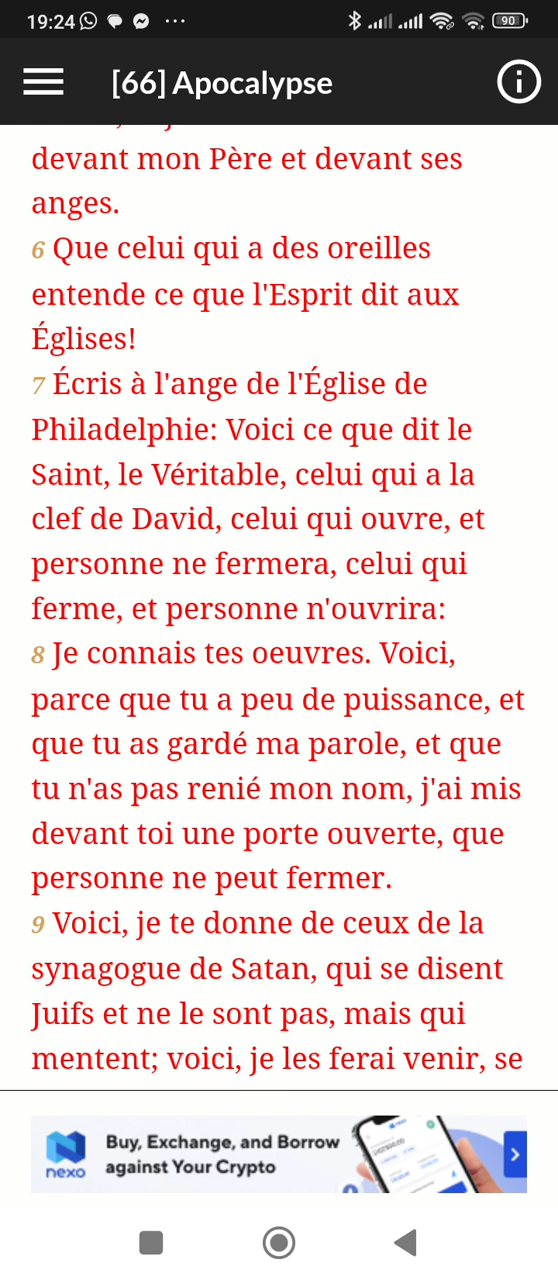 19:24
90
[66] Apocalypse
devant mon Père et devant ses
anges.
6 Que celui qui a des oreilles
entende ce que l'Esprit dit aux
Églises!
7 Écris à l'ange de l'Église de
Philadelphie: Voici ce que dit le
Saint, le Véritable, celui qui a la
clef de David, celui qui ouvre, et
personne ne fermera, celui qui
ferme, et personne n'ouvrira:
8 Je connais tes oeuvres. Voici,
parce que tu a peu de puissance, et
que tu as gardé ma parole, et que
tu n'as pas renié mon nom, j'ai mis
devant toi une porte ouverte, que
personne ne peut fermer.
9 Voici, je te donne de ceux de la
synagogue de Satan, qui se disent
Juifs et ne le sont pas, mais qui
mentent; voici, je les ferai venir, se
nexo
Buy, Exchange, and Borrow
against Your Crypto